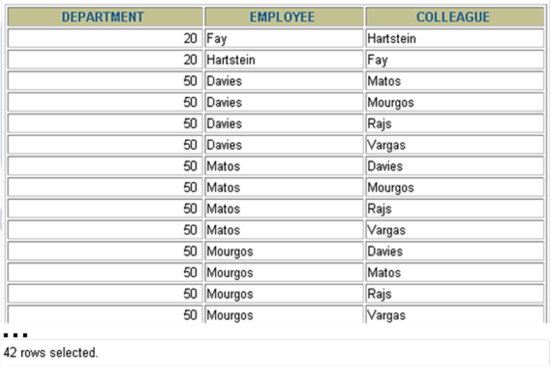 DEPARTMENT EMPLOYEE COLLEAGUE
20 Fay Hartstein
20 Hartstein Fay
50 Davies Matos
50 Davies Mourgos
50 Davies Rajs
50 Davies Vargas
50 Matos Davies
50 Matos Mourgos
50 Matos Rajs
50 Matos Vargas
50 Mourgos Davies
50 Mourgos Matos
50 Mourgos Rajs
50 Mourgos Vargas
...
42 rows selected.